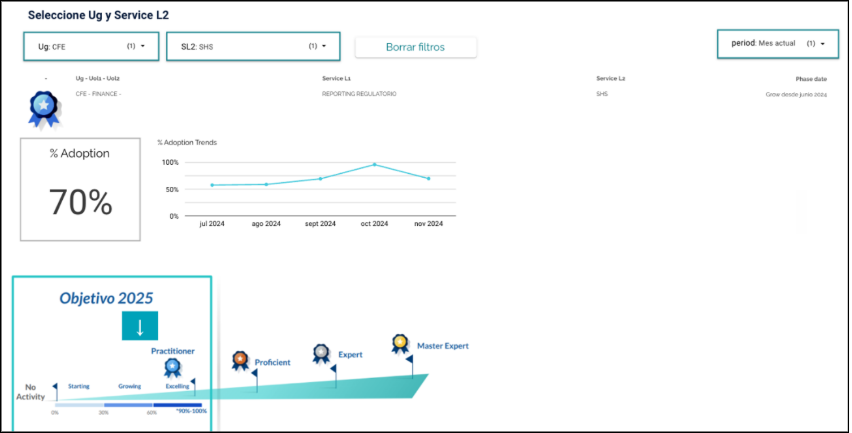 Seleccione Ug y Service L2
Ug: CFE (1)
SL2: SHS (1)
Borrar filtros
period: Mes actual (1)
- Ug - Uol1 - Uol2 Service L1 Service L2 Phase date
CFE - FINANCE - REPORTING REGULATORIO SHS Grow desde junio 2024
% Adoption
70%
% Adoption Trends
100%
50%
0%
jul 2024 ago 2024 sept 2024 oct 2024 nov 2024
Objetivo 2025
↓
Practitioner
Proficient
Expert
Master Expert
No
Activity
Starting Growing Excelling
0% 30% 60% *90%-100%